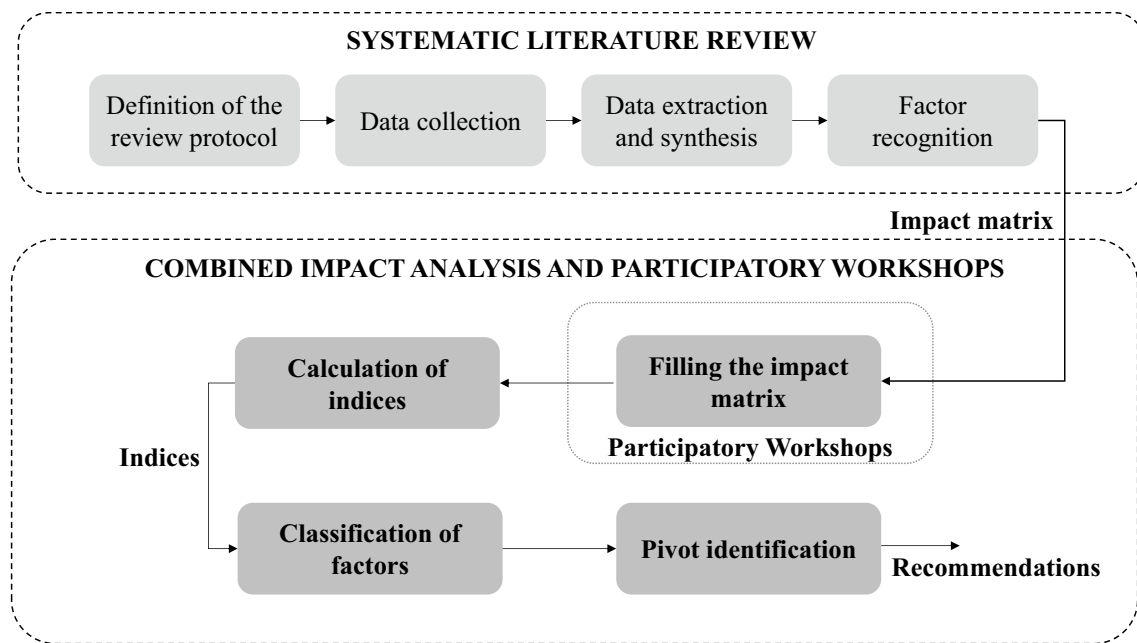 SYSTEMATIC LITERATURE REVIEW
Definition of the
review protocol
Data collection
Data extraction
and synthesis
Factor
recognition
Impact matrix
COMBINED IMPACT ANALYSIS AND PARTICIPATORY WORKSHOPS
Filling the impact
matrix
Participatory Workshops
Calculation of
indices
Indices
Classification of
factors
Pivot identification
Recommendations